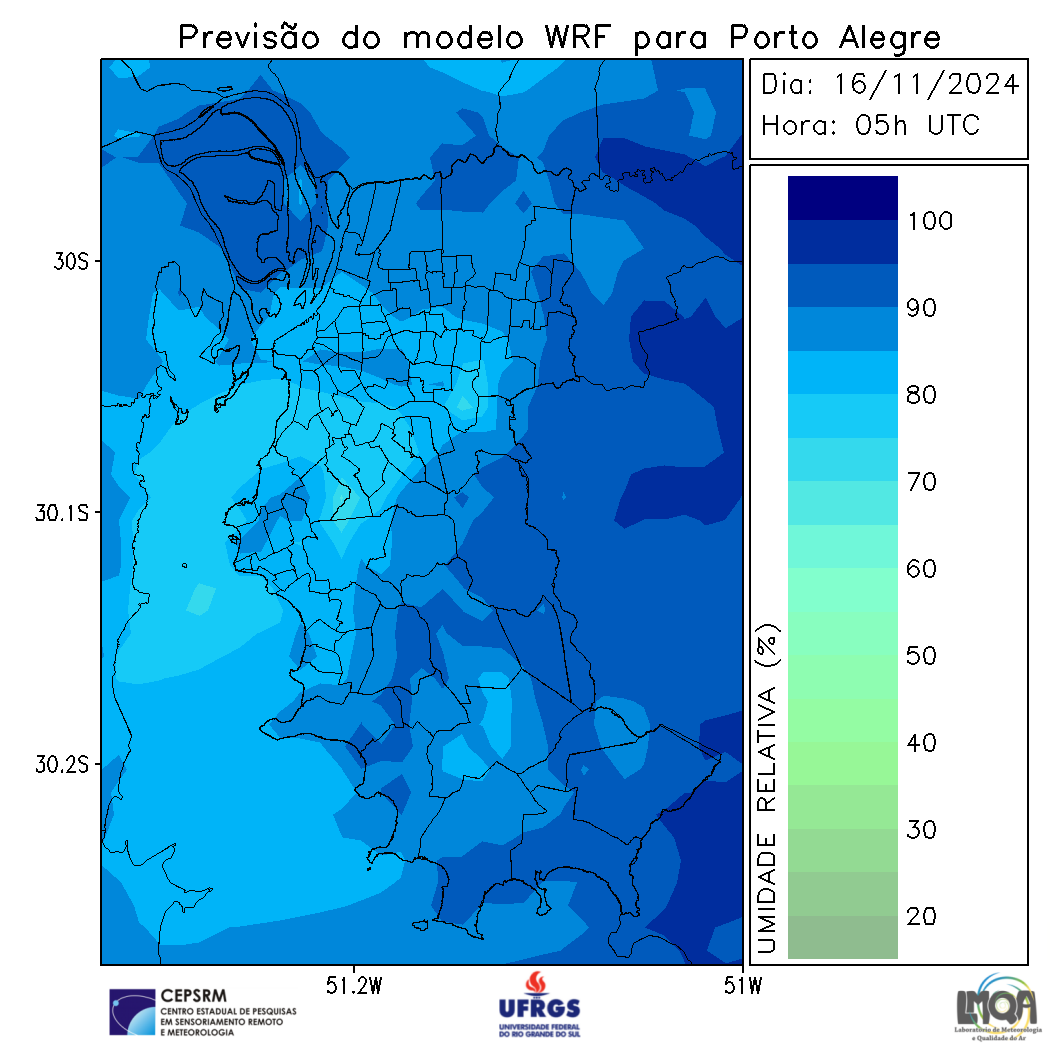 Previsão do modelo WRF para Porto Alegre
Dia: 16/11/2024
Hora: 05h UTC
30S
30.1S
30.2S
51.2W
51W
100
90
80
70
60
50
40
30
20
UMIDADE RELATIVA (%)
CEPSRM
CENTRO ESTADUAL DE PESQUISAS
EM SENSORIAMENTO REMOTO
E METEOROLOGIA
UFRGS
UNIVERSIDADE FEDERAL
DO RIO GRANDE DO SUL
LMQA
Laboratório de Meteorologia
e Qualidade do Ar